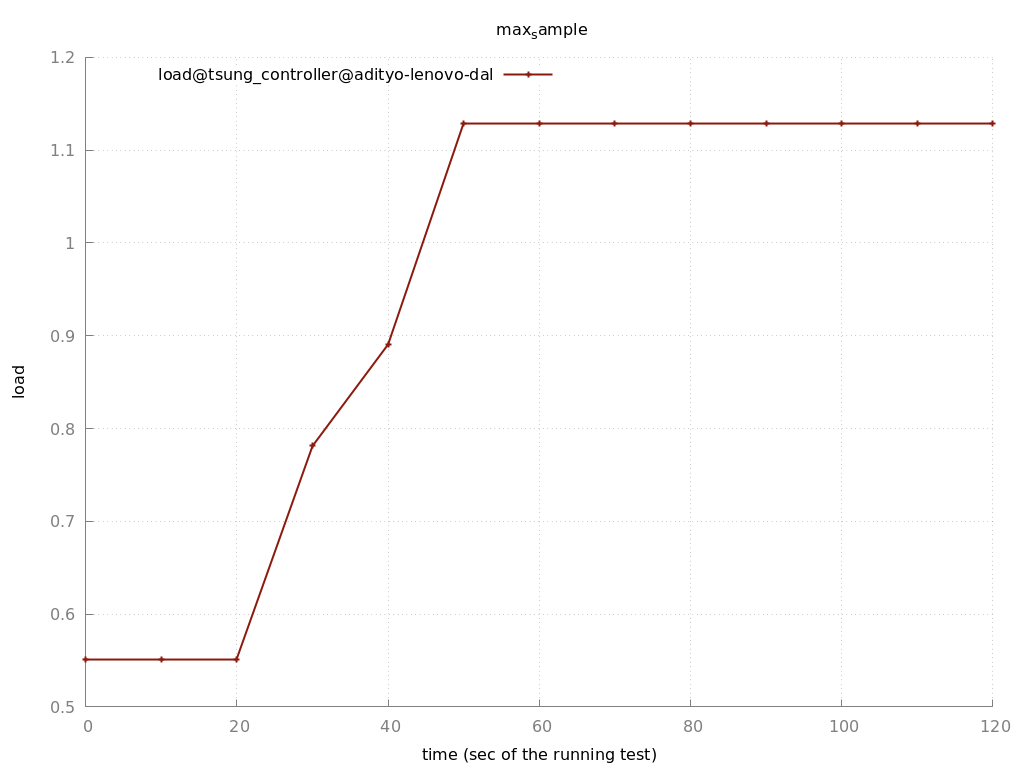 max_sample
1.2
load@tsung_controller@adityo-lenovo-dal
1.1
1
0.9
0.8
0.7
0.6
0.5
load
0 20 40 60 80 100 120
time (sec of the running test)